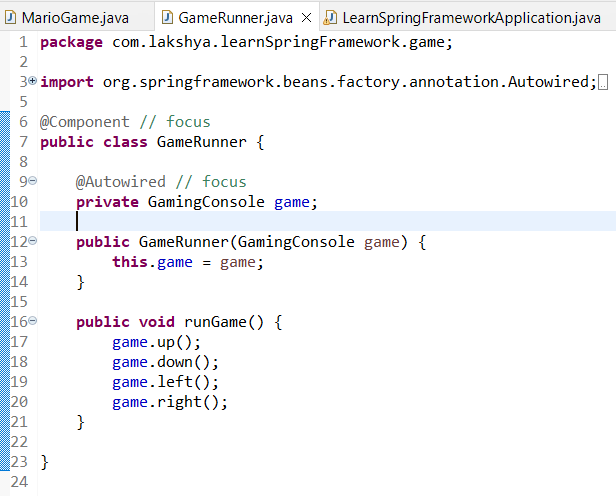 MarioGame.java GameRunner.java LearnSpringFrameworkApplication.java
1 package com.lakshya.learnSpringFramework.game;
2
3 import org.springframework.beans.factory.annotation.Autowired;
5
6 @Component // focus
7 public class GameRunner {
8
9     @Autowired // focus
10     private GamingConsole game;
11
12     public GameRunner(GamingConsole game) {
13         this.game = game;
14     }
15
16     public void runGame() {
17         game.up();
18         game.down();
19         game.left();
20         game.right();
21     }
22
23 }
24